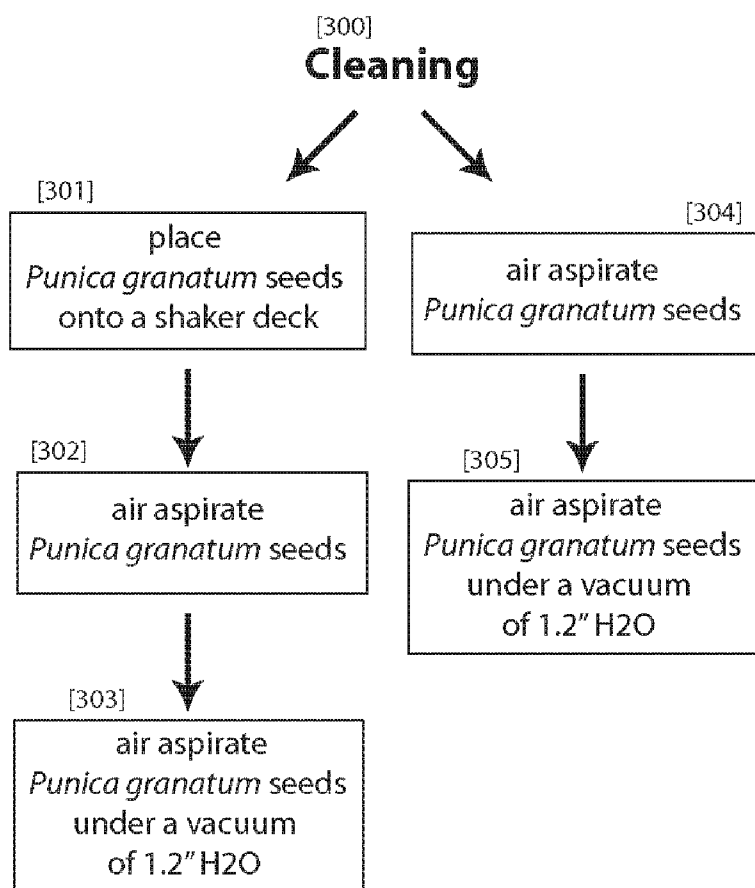 [300]
Cleaning
[301]
place
Punica granatum seeds
onto a shaker deck
[302]
air aspirate
Punica granatum seeds
[303]
air aspirate
Punica granatum seeds
under a vacuum
of 1.2" H2O
[304]
air aspirate
Punica granatum seeds
[305]
air aspirate
Punica granatum seeds
under a vacuum
of 1.2" H2O